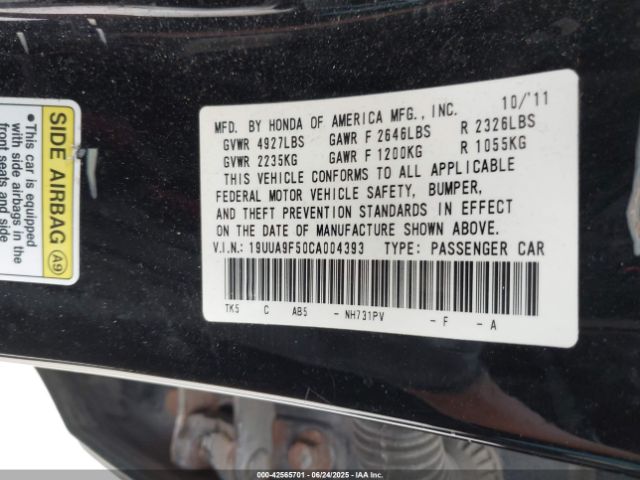 SIDE AIRBAG A9
• This car is equipped
with side airbags in the
front seats and side
MFD. BY HONDA OF AMERICA MFG., INC. 10/'11
GVWR 4927LBS GAWR F 2646LBS R 2326LBS
GVWR 2235KG GAWR F 1200KG R 1055KG
THIS VEHICLE CONFORMS TO ALL APPLICABLE
FEDERAL MOTOR VEHICLE SAFETY, BUMPER,
AND THEFT PREVENTION STANDARDS IN EFFECT
ON THE DATE OF MANUFACTURE SHOWN ABOVE.
V.I.N.: 19UUA9F50CA004393 TYPE: PASSENGER CAR
TK5 C AB5 - NH731PV - F - A
000-42565701 - 06/24/2025 - IAA Inc.